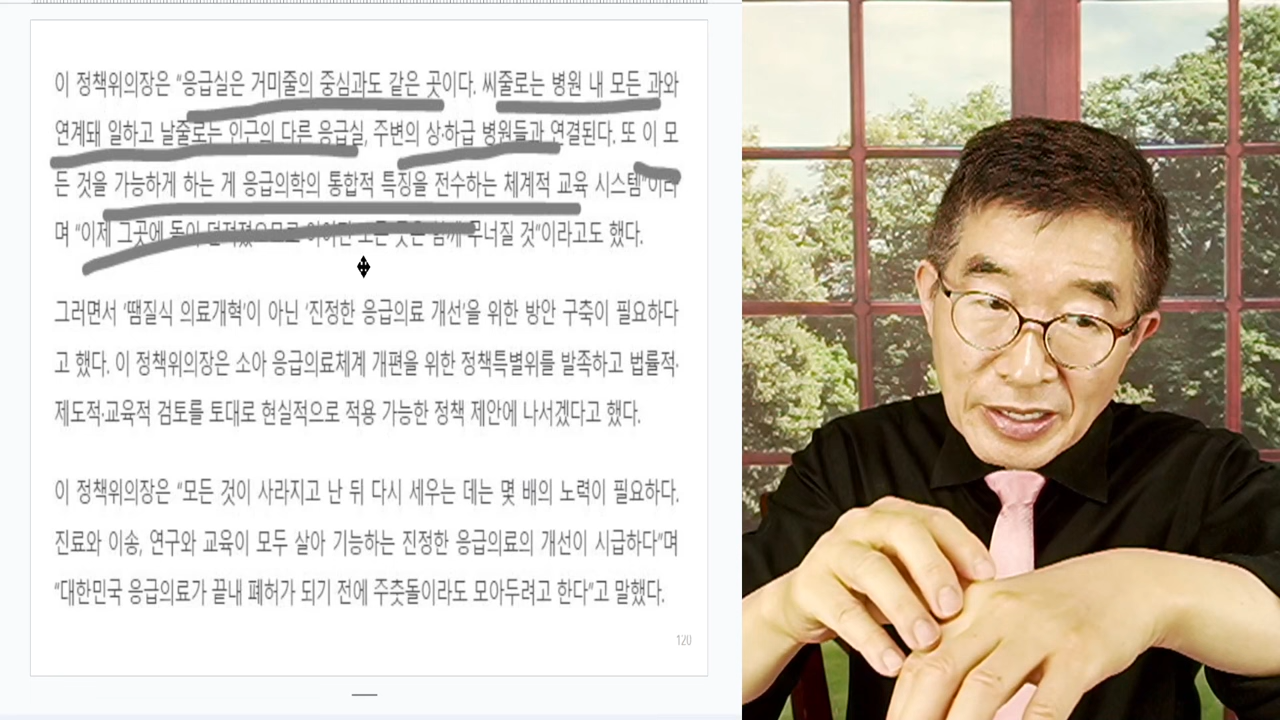 이 정책위의장은 “응급실은 거미줄의 중심과도 같은 곳이다. 씨줄로는 병원 내 모든 과와
연계돼 일하고 날줄로는 인근의 다른 응급실, 주변의 상·하급 병원들과 연결된다. 또 이 모
든 것을 가능하게 하는 게 응급의학의 통합적 특징을 전수하는 체계적 교육 시스템”이라
며 “이제 그곳에 돌이 던져졌으므로 이어진 모든 곳은 함께 무너질 것”이라고도 했다.
그러면서 ‘땜질식 의료개혁’이 아닌 ‘진정한 응급의료 개선’을 위한 방안 구축이 필요하다
고 했다. 이 정책위의장은 소아 응급의료체계 개편을 위한 정책특별위를 발족하고 법률적·
제도적·교육적 검토를 토대로 현실적으로 적용 가능한 정책 제안에 나서겠다고 했다.
이 정책위의장은 “모든 것이 사라지고 난 뒤 다시 세우는 데는 몇 배의 노력이 필요하다.
진료와 이송, 연구와 교육이 모두 살아 기능하는 진정한 응급의료의 개선이 시급하다”며
“대한민국 응급의료가 끝내 폐허가 되기 전에 주춧돌이라도 모아두려고 한다”고 말했다.
120